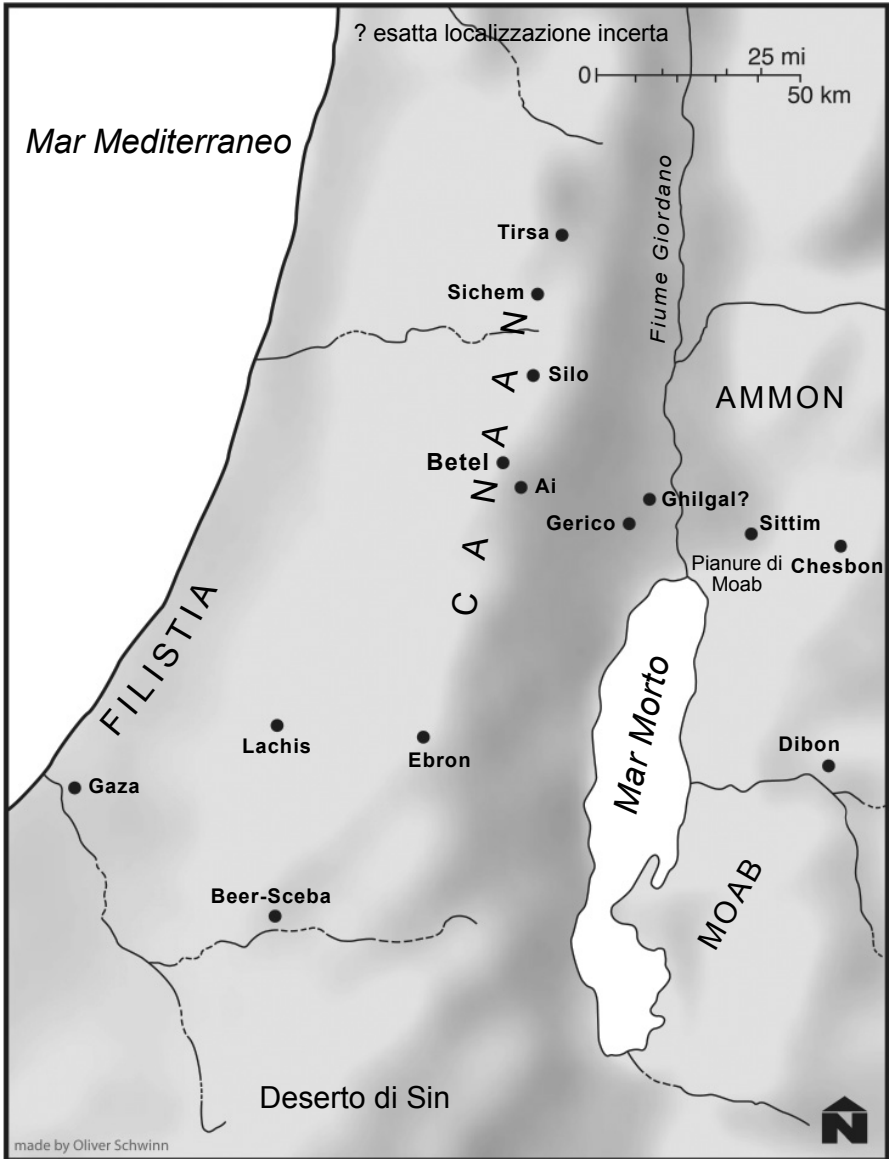 ? esatta localizzazione incerta
25 mi
0
50 km
Mar Mediterraneo
Fiume Giordano
Tirsa
Sichem
Silo
AMMON
CANAAN
Betel
Ai
Ghilgal?
Gerico
Sittim
Pianure di
Moab
Chesbon
FILISTIA
Mar Morto
Lachis
Ebron
Dibon
Gaza
MOAB
Beer-Sceba
Deserto di Sin
made by Oliver Schwinn
N